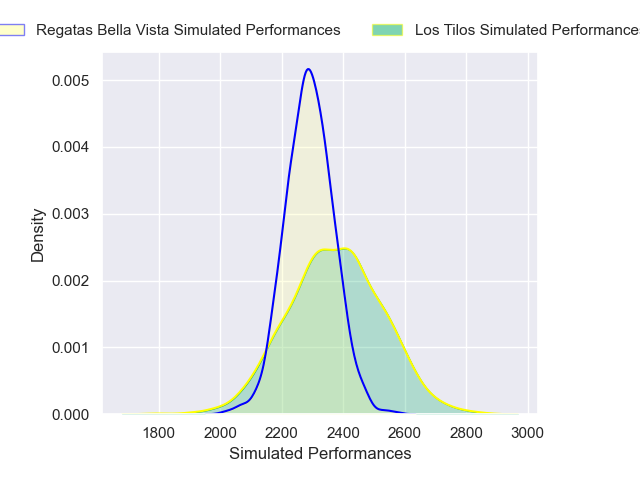 Regatas Bella Vista Simulated Performances Los Tilos Simulated Performance
0.005
0.004
0.003
0.002
0.001
0.000
Density
1800 2000 2200 2400 2600 2800 3000
Simulated Performances